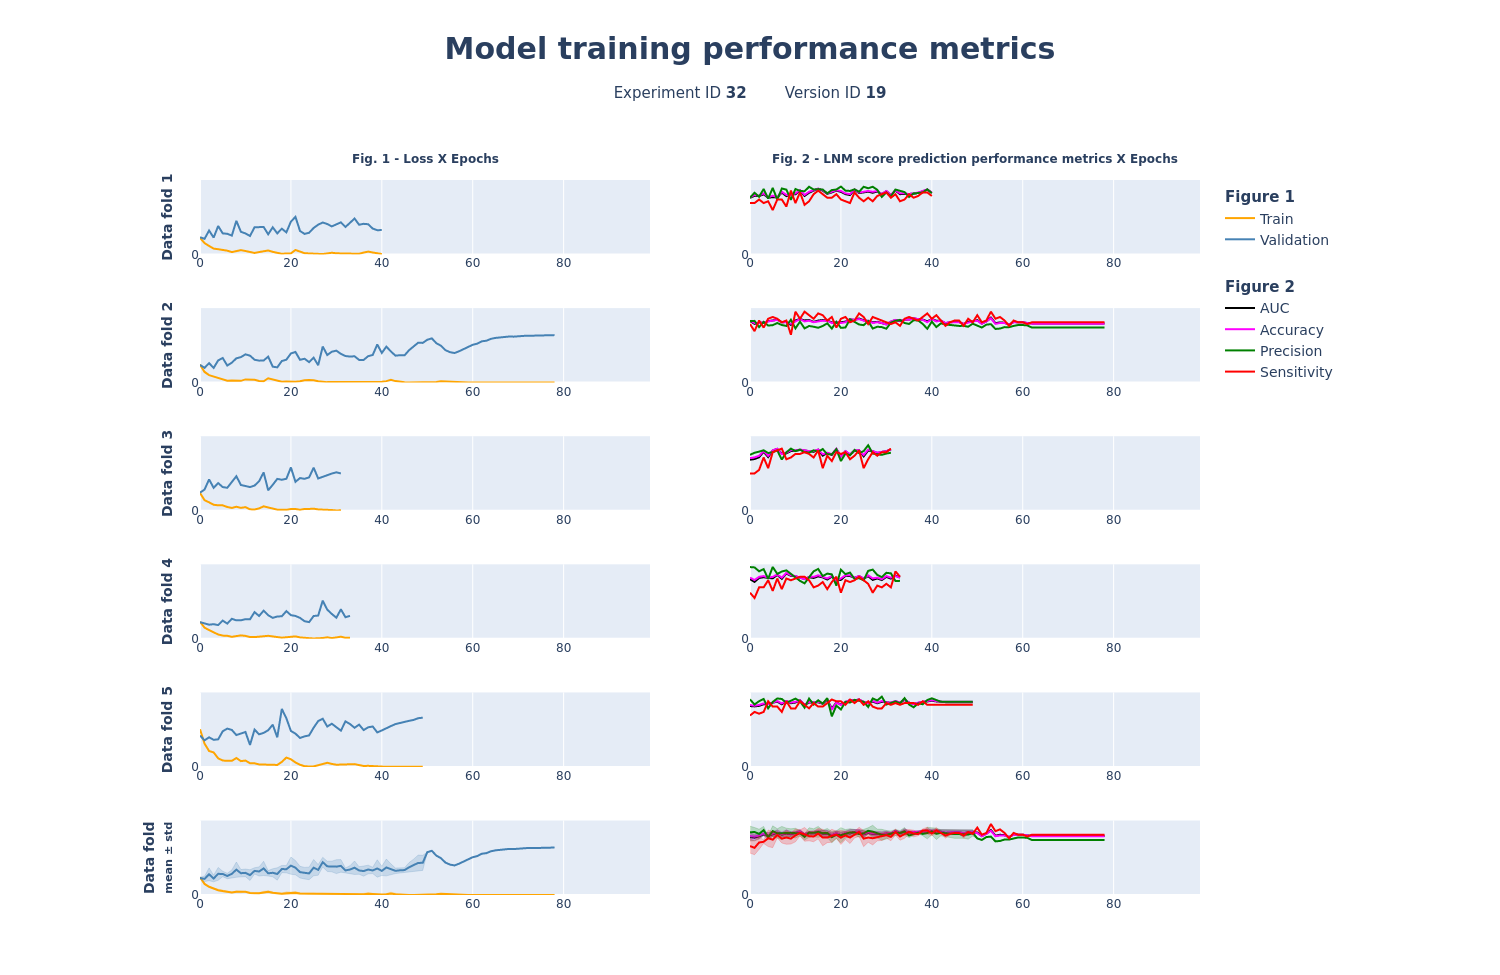 Model training performance metrics
Experiment ID 32 Version ID 19
Fig. 1 - Loss X Epochs
Fig. 2 - LNM score prediction performance metrics X Epochs
Data fold 1
0
0 20 40 60 80
0
0 20 40 60 80
Figure 1
Train
Validation
Figure 2
AUC
Accuracy
Precision
Sensitivity
Data fold 2
0
0 20 40 60 80
0
0 20 40 60 80
Data fold 3
0
0 20 40 60 80
0
0 20 40 60 80
Data fold 4
0
0 20 40 60 80
0
0 20 40 60 80
Data fold 5
0
0 20 40 60 80
0
0 20 40 60 80
Data fold
mean ± std
0
0 20 40 60 80
0
0 20 40 60 80